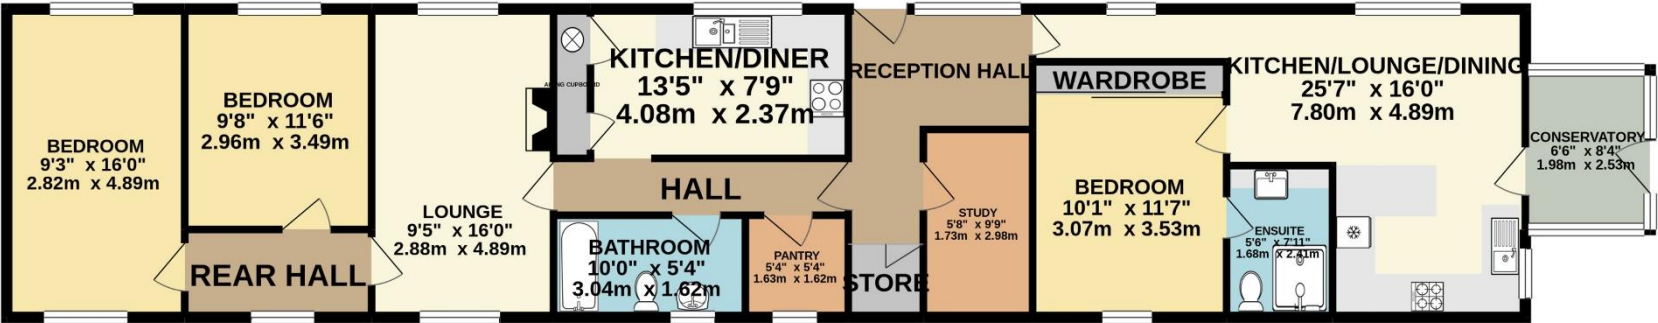 BEDROOM
9'3" x 16'0"
2.82m x 4.89m
BEDROOM
9'8" x 11'6"
2.96m x 3.49m
REAR HALL
LOUNGE
9'5" x 16'0"
2.88m x 4.89m
AIRING CUPBOARD
KITCHEN/DINER
13'5" x 7'9"
4.08m x 2.37m
HALL
BATHROOM
10'0" x 5'4"
3.04m x 1.62m
PANTRY
5'4" x 5'4"
1.63m x 1.62m
RECEPTION HALL
STORE
STUDY
5'8" x 9'9"
1.73m x 2.98m
WARDROBE
BEDROOM
10'1" x 11'7"
3.07m x 3.53m
ENSUITE
5'6" x 7'11"
1.68m x 2.41m
KITCHEN/LOUNGE/DINING
25'7" x 16'0"
7.80m x 4.89m
CONSERVATORY
6'6" x 8'4"
1.98m x 2.53m